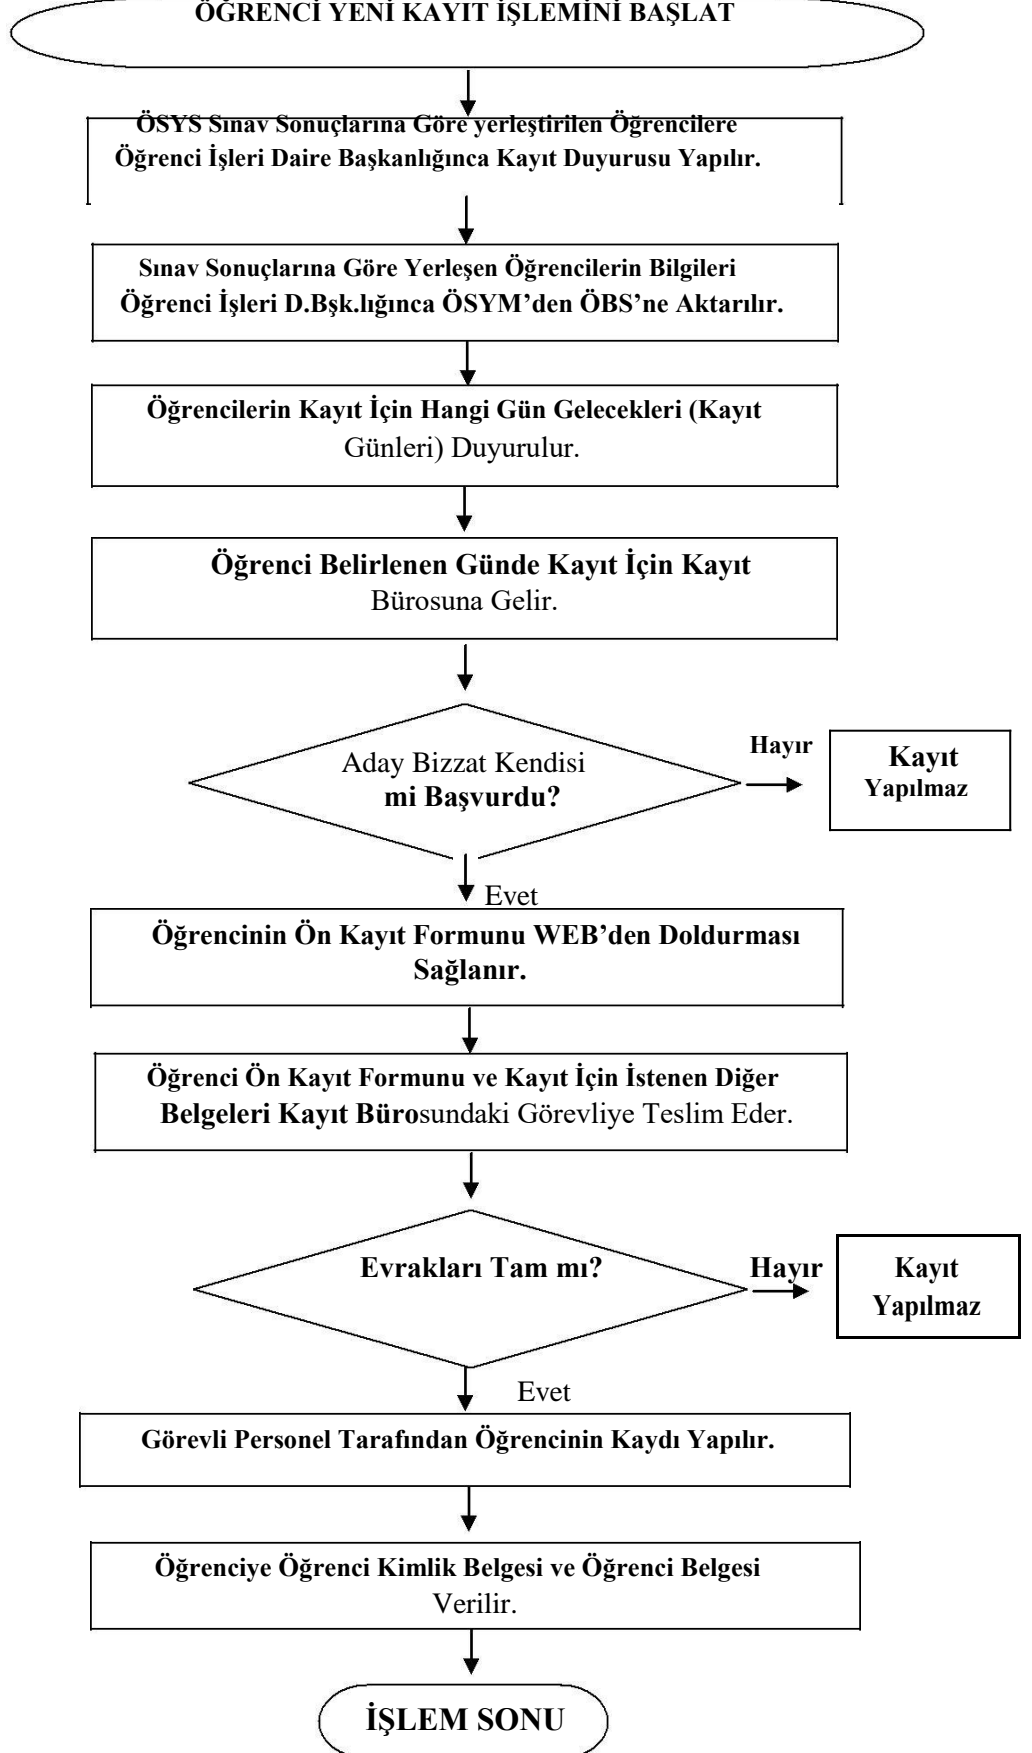 ÖĞRENCİ YENİ KAYIT İŞLEMİNİ BAŞLAT
ÖSYS Sınav Sonuçlarına Göre yerleştirilen Öğrencilere
Öğrenci İşleri Daire Başkanlığınca Kayıt Duyurusu Yapılır.
Sınav Sonuçlarına Göre Yerleşen Öğrencilerin Bilgileri
Öğrenci İşleri D.Bşk.lığınca ÖSYM’den ÖBS’ne Aktarılır.
Öğrencilerin Kayıt İçin Hangi Gün Gelecekleri (Kayıt
Günleri) Duyurulur.
Öğrenci Belirlenen Günde Kayıt İçin Kayıt
Bürosuna Gelir.
Aday Bizzat Kendisi
mi Başvurdu?
Hayır
Kayıt
Yapılmaz
Evet
Öğrencinin Ön Kayıt Formunu WEB’den Doldurması
Sağlanır.
Öğrenci Ön Kayıt Formunu ve Kayıt İçin İstenen Diğer
Belgeleri Kayıt Bürosundaki Görevliye Teslim Eder.
Evrakları Tam mı?
Hayır
Kayıt
Yapılmaz
Evet
Görevli Personel Tarafından Öğrencinin Kaydı Yapılır.
Öğrenciye Öğrenci Kimlik Belgesi ve Öğrenci Belgesi
Verilir.
İŞLEM SONU